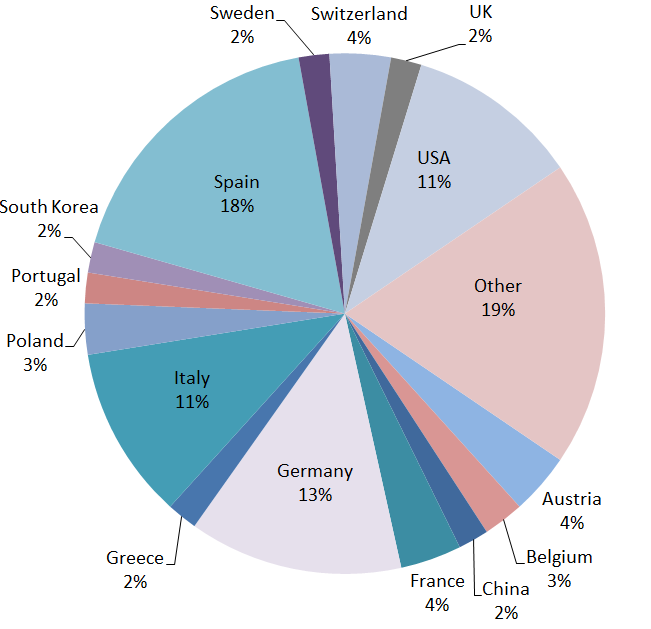 Sweden
2%
Switzerland
4%
UK
2%
USA
11%
Other
19%
Austria
4%
Belgium
3%
China
2%
France
4%
Germany
13%
Greece
2%
Italy
11%
Poland
3%
Portugal
2%
South Korea
2%
Spain
18%